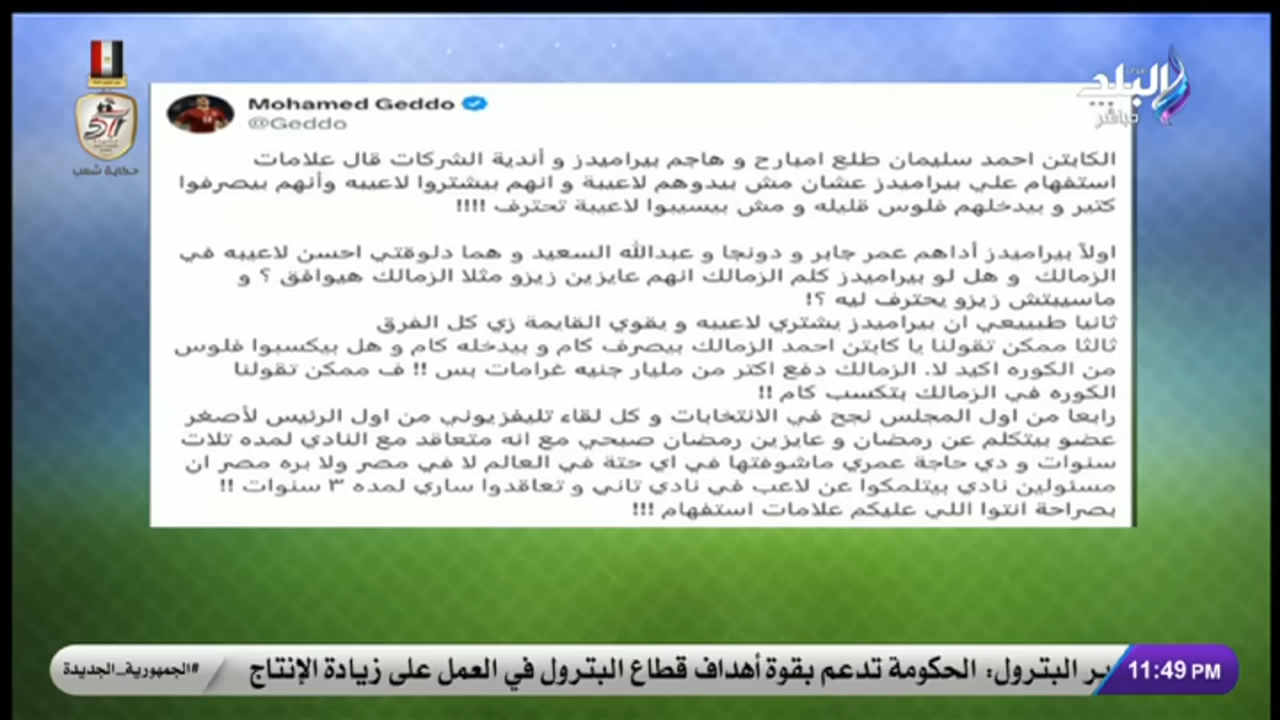 صدى
البلد
مباشر
حكاية شعب
Mohamed Geddo
@Geddo
الكابتن احمد سليمان طلع امبارح و هاجم بيراميدز و أندية الشركات قال علامات
استفهام علي بيراميدز عشان مش بيدوهم لاعيبة و انهم بيشتروا لاعيبه وأنهم بيصرفوا
كتير و بيدخلهم فلوس قليله و مش بيسيبوا لاعيبة تحترف !!!!
اولاً بيراميدز أداهم عمر جابر و دونجا و عبدالله السعيد و هما دلوقتي احسن لاعيبه في
الزمالك و هل لو بيراميدز كلم الزمالك انهم عايزين زيزو مثلا الزمالك هيوافق ؟ و
ماسيبتش زيزو يحترف ليه ؟!
ثانيا طبيعي ان بيراميدز يشتري لاعيبه و يقوي القايمة زي كل الفرق
ثالثا ممكن تقولنا يا كابتن احمد الزمالك بيصرف كام و بيدخله كام و هل بيكسبوا فلوس
من الكوره اكيد لا. الزمالك دفع اكتر من مليار جنيه غرامات بس !! ف ممكن تقولنا
الكوره في الزمالك بتكسب كام !!
رابعا من اول المجلس نجح في الانتخابات و كل لقاء تليفزيوني من اول الرئيس لأصغر
عضو بيتكلم عن رمضان و عايزين رمضان صبحي مع انه متعاقد مع النادي لمده تلات
سنوات و دي حاجة عمري ماشوفتها في اي حتة في العالم لا في مصر ولا بره مصر ان
مسئولين نادي بيتلمكوا عن لاعب في نادي تاني و تعاقدوا ساري لمده ٣ سنوات !!
بصراحة انتوا اللي عليكم علامات استفهام !!!
ير البترول: الحكومة تدعم بقوة أهداف قطاع البترول في العمل على زيادة الإنتاج
#الجمهورية_الجديدة
11:49 PM